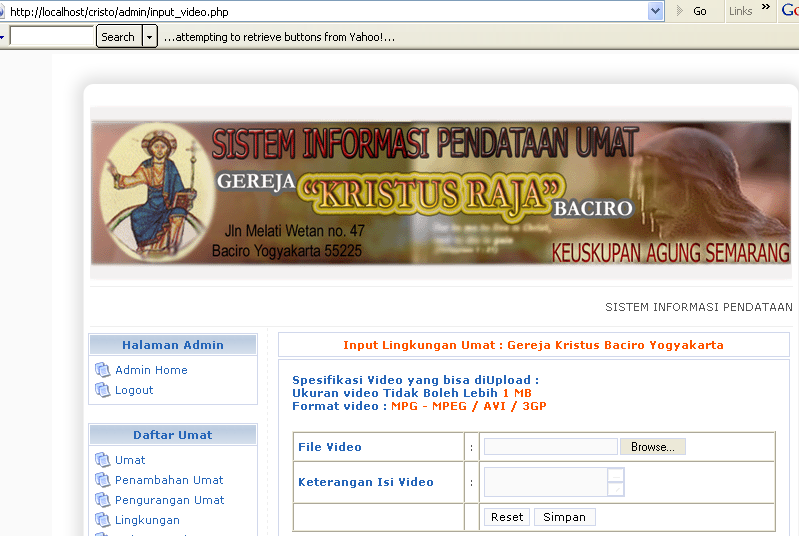 http://localhost/cristo/admin/input_video.php
Go
Links
Search
...attempting to retrieve buttons from Yahoo!...
SISTEM INFORMASI PENDATAAN UMAT
GEREJA "KRISTUS RAJA" BACIRO
Jln Melati Wetan no. 47
Baciro Yogyakarta 55225
KEUSKUPAN AGUNG SEMARANG
SISTEM INFORMASI PENDATAAN
Halaman Admin
Admin Home
Logout
Daftar Umat
Umat
Penambahan Umat
Pengurangan Umat
Lingkungan
Input Lingkungan Umat : Gereja Kristus Baciro Yogyakarta
Spesifikasi Video yang bisa diUpload :
Ukuran video Tidak Boleh Lebih 1 MB
Format video : MPG - MPEG / AVI / 3GP
File Video : Browse...
Keterangan Isi Video :
Reset Simpan